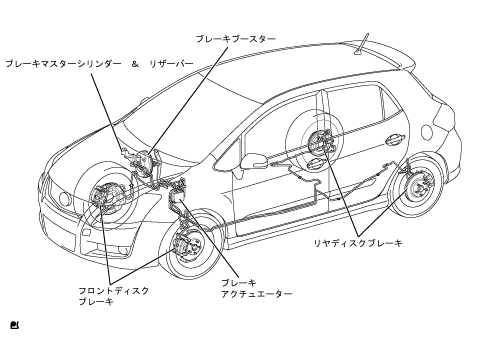 ブレーキブースター
ブレーキマスターシリンダー ＆ リザーバー
リヤディスクブレーキ
フロントディスク
ブレーキ
ブレーキ
アクチュエーター